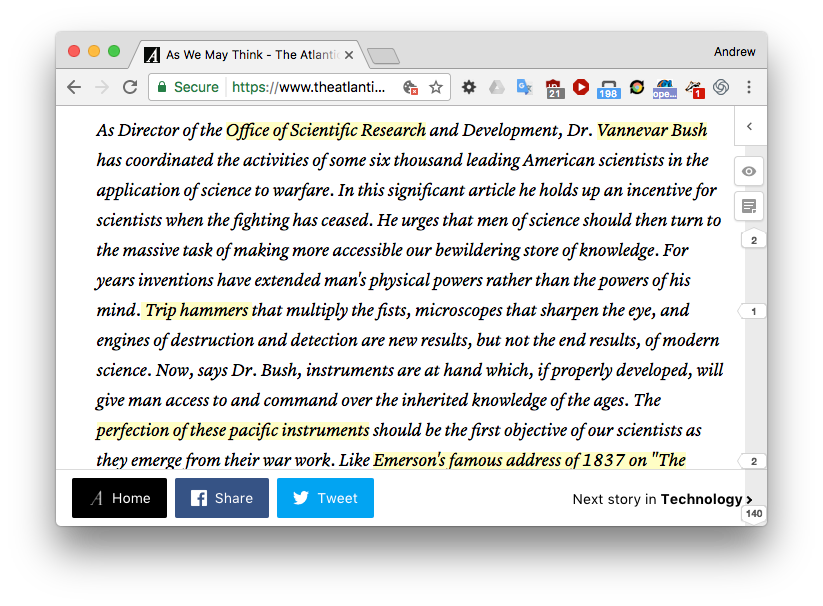 As We May Think - The Atlantic
Andrew
Secure
https://www.theatlanti...
21
198
ope...
1
As Director of the Office of Scientific Research and Development, Dr. Vannevar Bush
has coordinated the activities of some six thousand leading American scientists in the
application of science to warfare. In this significant article he holds up an incentive for
scientists when the fighting has ceased. He urges that men of science should then turn to
the massive task of making more accessible our bewildering store of knowledge. For
years inventions have extended man's physical powers rather than the powers of his
mind. Trip hammers that multiply the fists, microscopes that sharpen the eye, and
engines of destruction and detection are new results, but not the end results, of modern
science. Now, says Dr. Bush, instruments are at hand which, if properly developed, will
give man access to and command over the inherited knowledge of the ages. The
perfection of these pacific instruments should be the first objective of our scientists as
they emerge from their war work. Like Emerson's famous address of 1837 on "The
2
1
2
140
A Home
Share
Tweet
Next story in Technology